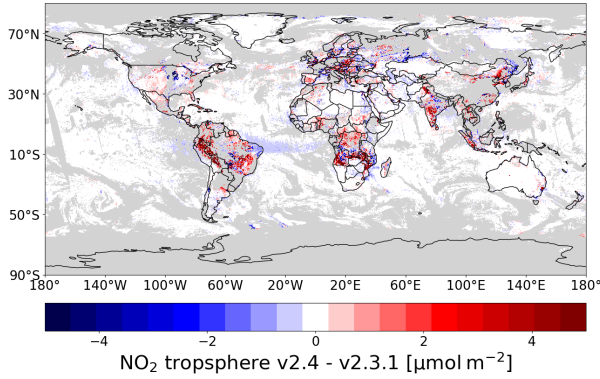 70°N
30°N
10°S
50°S
90°S
180°W 140°W 100°W 60°W 20°W 20°E 60°E 100°E 140°E 180°E
−4 −2 0 2 4
NO₂ tropsphere v2.4 - v2.3.1 [µmol m⁻²]